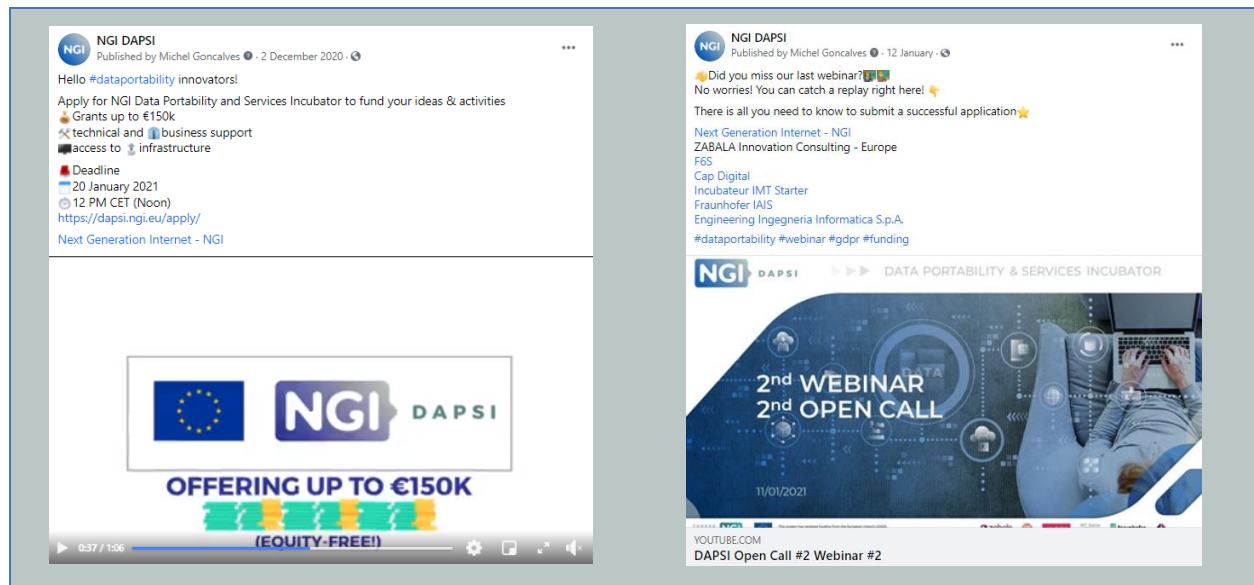 NGI DAPSI
Published by Michel Goncalves · 2 December 2020 ·
Hello #dataportability innovators!
Apply for NGI Data Portability and Services Incubator to fund your ideas & activities
Grants up to €150k
technical and business support
access to infrastructure
Deadline
20 January 2021
12 PM CET (Noon)
https://dapsi.ngi.eu/apply/
Next Generation Internet - NGI
NGI DAPSI
OFFERING UP TO €150K
(EQUITY-FREE!)
0:37 / 1:06
NGI DAPSI
Published by Michel Goncalves · 12 January ·
Did you miss our last webinar?
No worries! You can catch a replay right here!
There is all you need to know to submit a successful application
Next Generation Internet - NGI
ZABALA Innovation Consulting - Europe
F6S
Cap Digital
Incubateur IMT Starter
Fraunhofer IAIS
Engineering Ingegneria Informatica S.p.A.
#dataportability #webinar #gdpr #funding
NGI DAPSI DATA PORTABILITY & SERVICES INCUBATOR
DATA
2nd WEBINAR
2nd OPEN CALL
11/01/2021
YOUTUBE.COM
DAPSI Open Call #2 Webinar #2